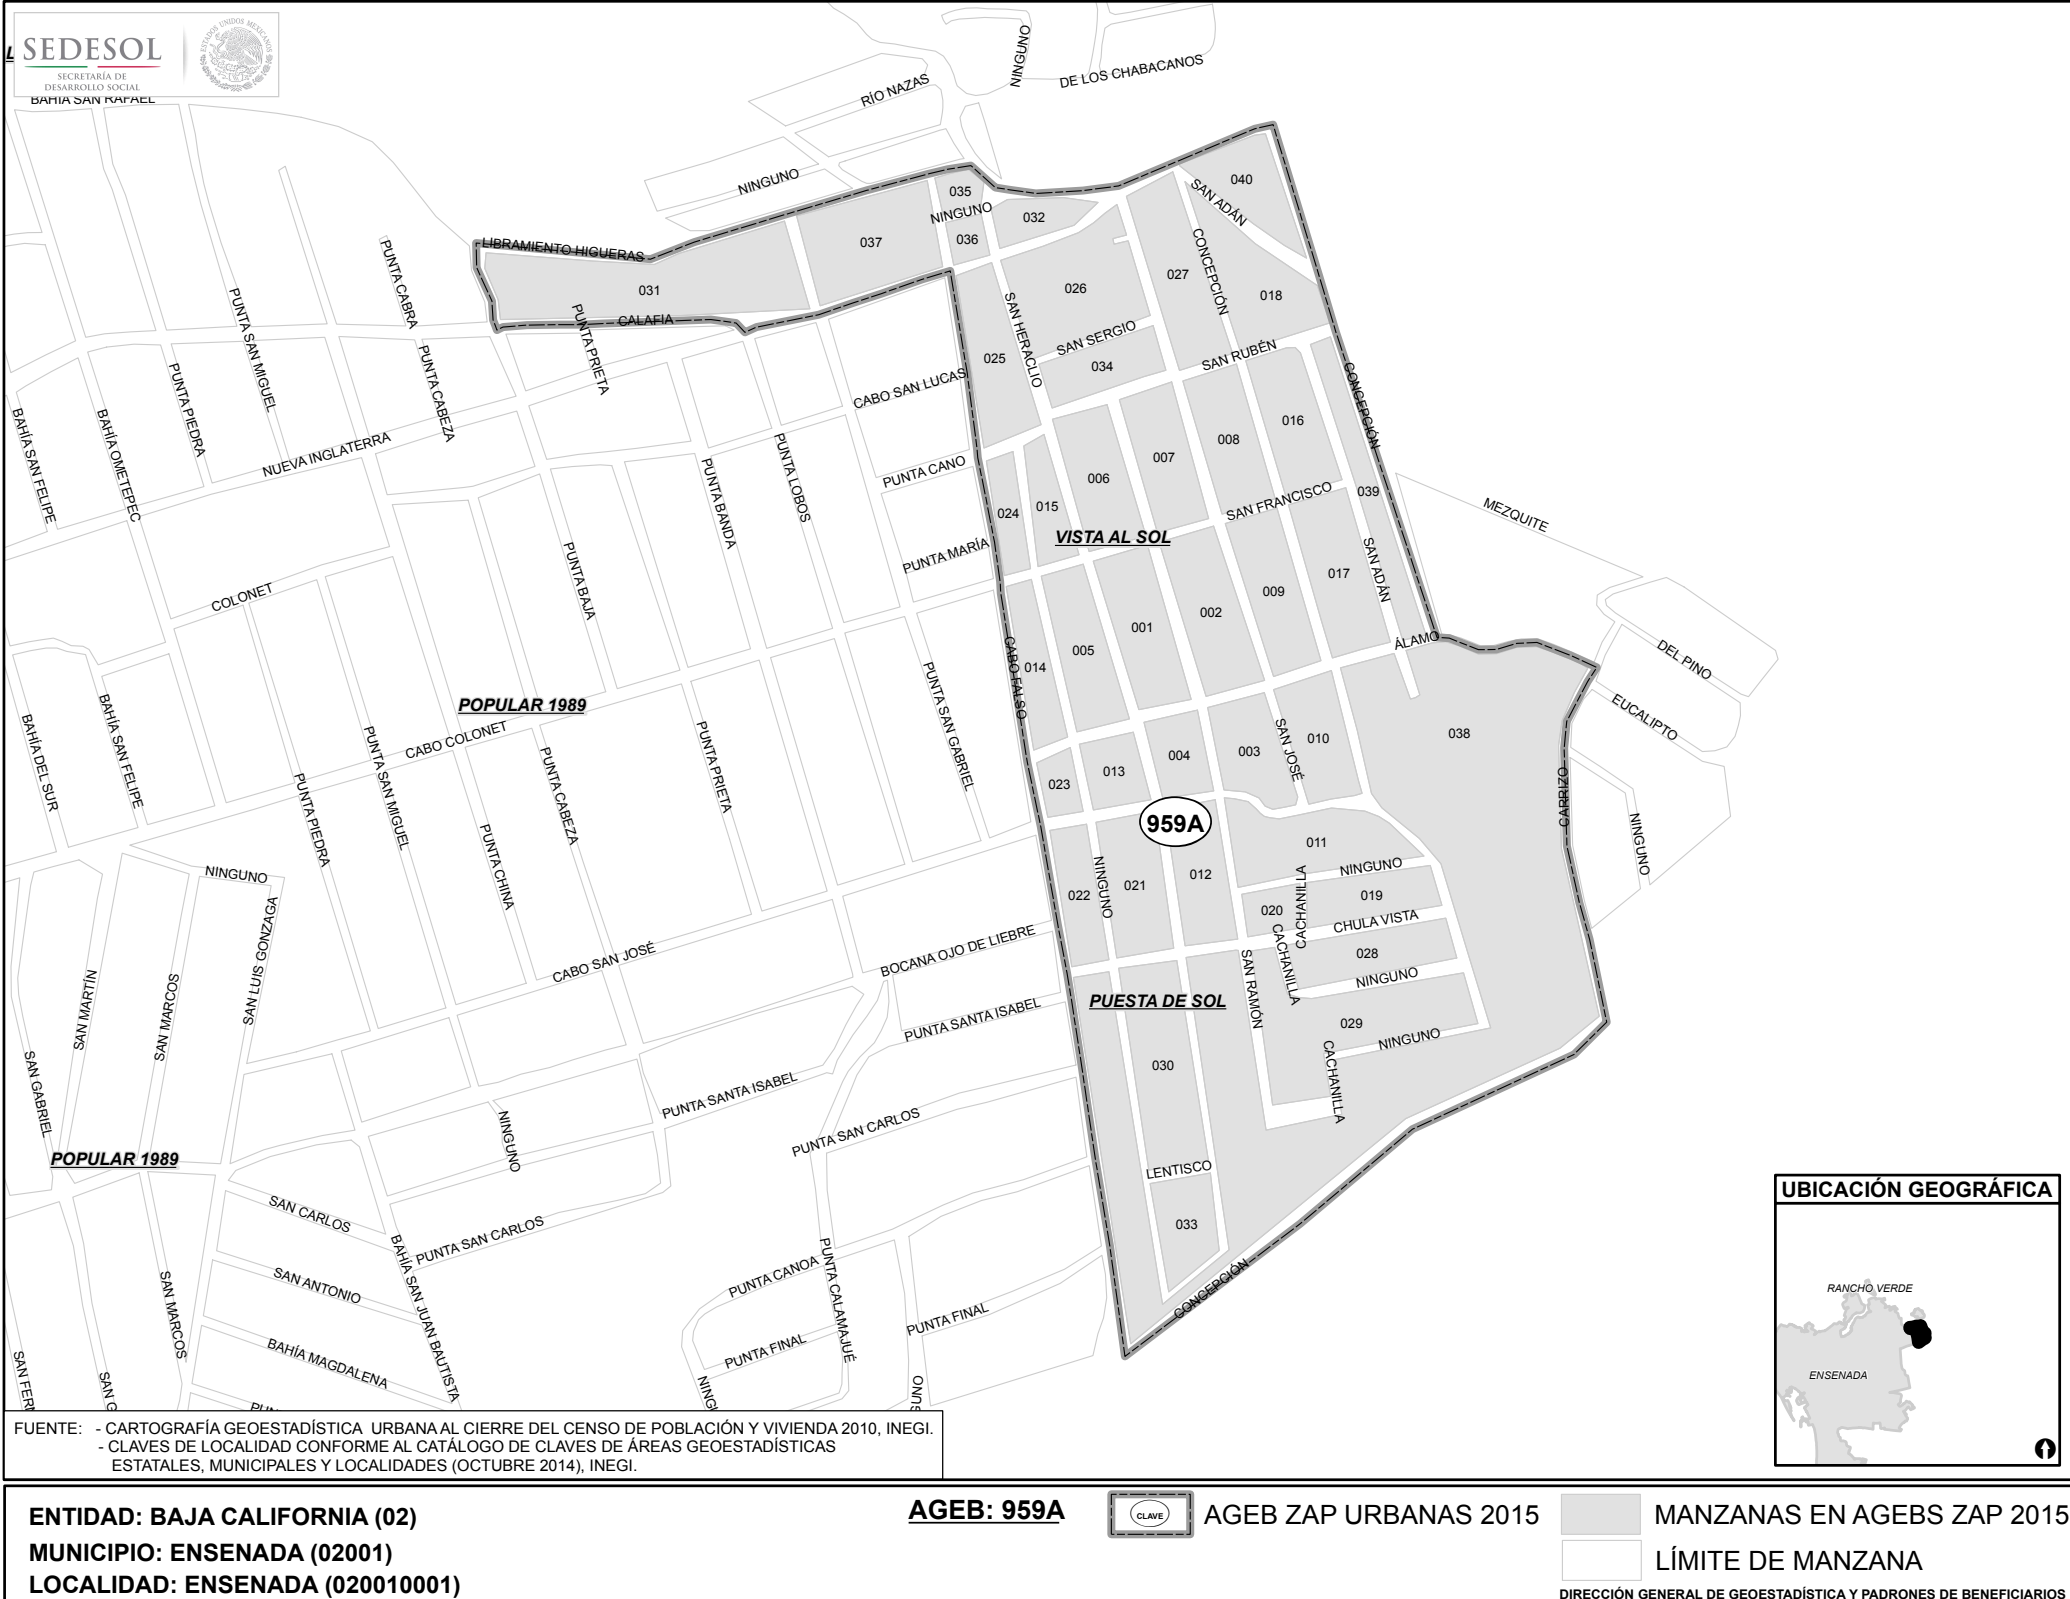 SEDESOL
SECRETARÍA DE
DESARROLLO SOCIAL
ESTADOS UNIDOS MEXICANOS
BAHÍA SAN RAFAEL
NINGUNO
DE LOS CHABACANOS
RÍO NAZAS
NINGUNO
LIBRAMIENTO HIGUERAS
CALAFIA
031
037
035
NINGUNO
036
032
040
SAN ADÁN
026
027
CONCEPCIÓN
018
SAN HERACLIO
SAN SERGIO
034
SAN RUBÉN
025
CONCEPCIÓN
PUNTA CABRA
PUNTA SAN MIGUEL
PUNTA PRIETA
PUNTA PIEDRA
PUNTA CABEZA
BAHÍA SAN FELIPE
BAHÍA OMETEPEC
NUEVA INGLATERRA
CABO SAN LUCAS
PUNTA CANO
PUNTA LOBOS
PUNTA BANDA
PUNTA MARÍA
PUNTA BAJA
COLONET
024
015
006
007
008
016
039
SAN FRANCISCO
VISTA AL SOL
SAN ADÁN
MEZQUITE
017
009
002
001
005
014
CABO FALSO
ÁLAMO
DEL PINO
EUCALIPTO
NINGUNO
CARRIZO
POPULAR 1989
CABO COLONET
BAHÍA SAN FELIPE
BAHÍA DEL SUR
PUNTA SAN MIGUEL
PUNTA PIEDRA
PUNTA CABEZA
PUNTA CHINA
PUNTA PRIETA
PUNTA SAN GABRIEL
038
010
SAN JOSÉ
003
004
013
023
959A
011
NINGUNO
012
021
NINGUNO
022
019
020
CACHANILLA
CHULA VISTA
028
CACHANILLA
NINGUNO
SAN RAMÓN
029
NINGUNO
CACHANILLA
PUESTA DE SOL
030
LENTISCO
033
CONCEPCIÓN
NINGUNO
SAN LUIS GONZAGA
SAN MARTÍN
SAN MARCOS
SAN GABRIEL
CABO SAN JOSÉ
BOCANA OJO DE LIEBRE
PUNTA SANTA ISABEL
PUNTA SANTA ISABEL
PUNTA SAN CARLOS
NINGUNO
POPULAR 1989
SAN CARLOS
PUNTA SAN CARLOS
SAN ANTONIO
BAHÍA MAGDALENA
BAHÍA SAN JUAN BAUTISTA
SAN MARCOS
PUNTA CANOA
PUNTA CALAMAJUÉ
PUNTA FINAL
PUNTA FINAL
UBICACIÓN GEOGRÁFICA
RANCHO VERDE
ENSENADA
FUENTE: - CARTOGRAFÍA GEOESTADÍSTICA URBANA AL CIERRE DEL CENSO DE POBLACIÓN Y VIVIENDA 2010, INEGI.
- CLAVES DE LOCALIDAD CONFORME AL CATÁLOGO DE CLAVES DE ÁREAS GEOESTADÍSTICAS
ESTATALES, MUNICIPALES Y LOCALIDADES (OCTUBRE 2014), INEGI.
ENTIDAD: BAJA CALIFORNIA (02)
MUNICIPIO: ENSENADA (02001)
LOCALIDAD: ENSENADA (020010001)
AGEB: 959A
CLAVE
AGEB ZAP URBANAS 2015
MANZANAS EN AGEBS ZAP 2015
LÍMITE DE MANZANA
DIRECCIÓN GENERAL DE GEOESTADÍSTICA Y PADRONES DE BENEFICIARIOS